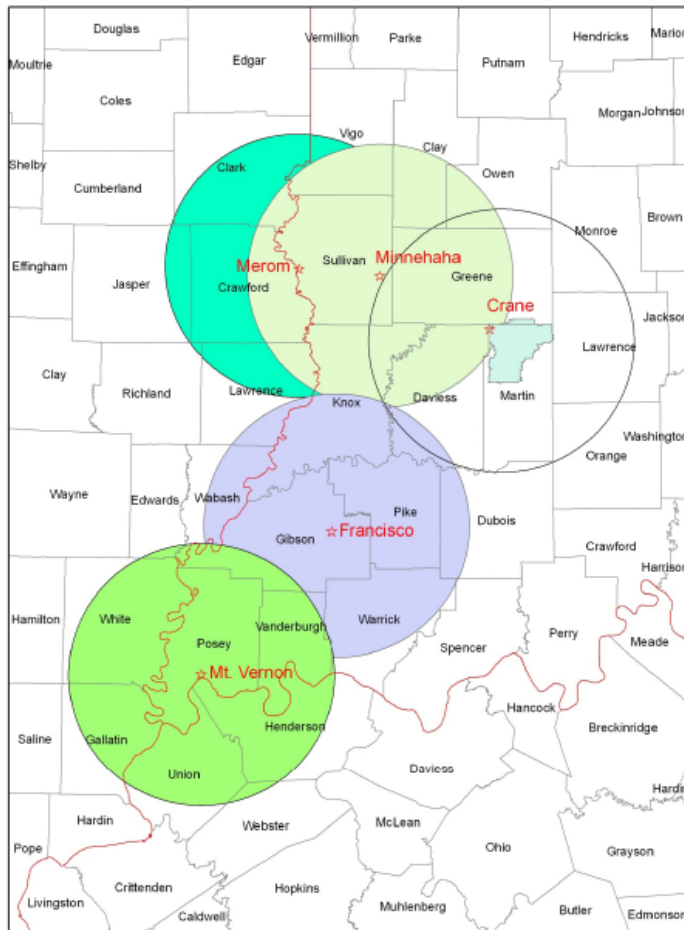 Douglas
Vermillion
Parke
Hendricks
Marion
Moultrie
Edgar
Putnam
Coles
Morgan
Johnson
Vigo
Clay
Shelby
Clark
Owen
Cumberland
Monroe
Brown
Effingham
Jasper
Crawford
Merom
Sullivan
Minnehaha
Greene
Crane
Jackson
Lawrence
Clay
Richland
Lawrence
Knox
Daviess
Martin
Washington
Orange
Wayne
Edwards
Wabash
Pike
Dubois
Gibson
Francisco
Crawford
Harrison
Hamilton
White
Posey
Vanderburgh
Warrick
Spencer
Perry
Meade
Mt. Vernon
Hancock
Saline
Gallatin
Henderson
Breckinridge
Union
Daviess
Hardin
Hardin
Webster
McLean
Pope
Ohio
Grayson
Livingston
Crittenden
Caldwell
Hopkins
Muhlenberg
Butler
Edmonson